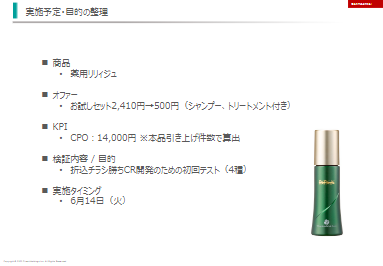 実施予定・目的の整理
■ 商品
・ 薬用リリィジュ
■ オファー
・ お試しセット2,410円→500円（シャンプー、トリートメント付き）
■ KPI
・ CPO：14,000円 ※本品引き上げ件数で算出
■ 検証内容 / 目的
・ 折込チラシ勝ちCR開発のための初回テスト（4種）
■ 実施タイミング
・ 6月14日（火）